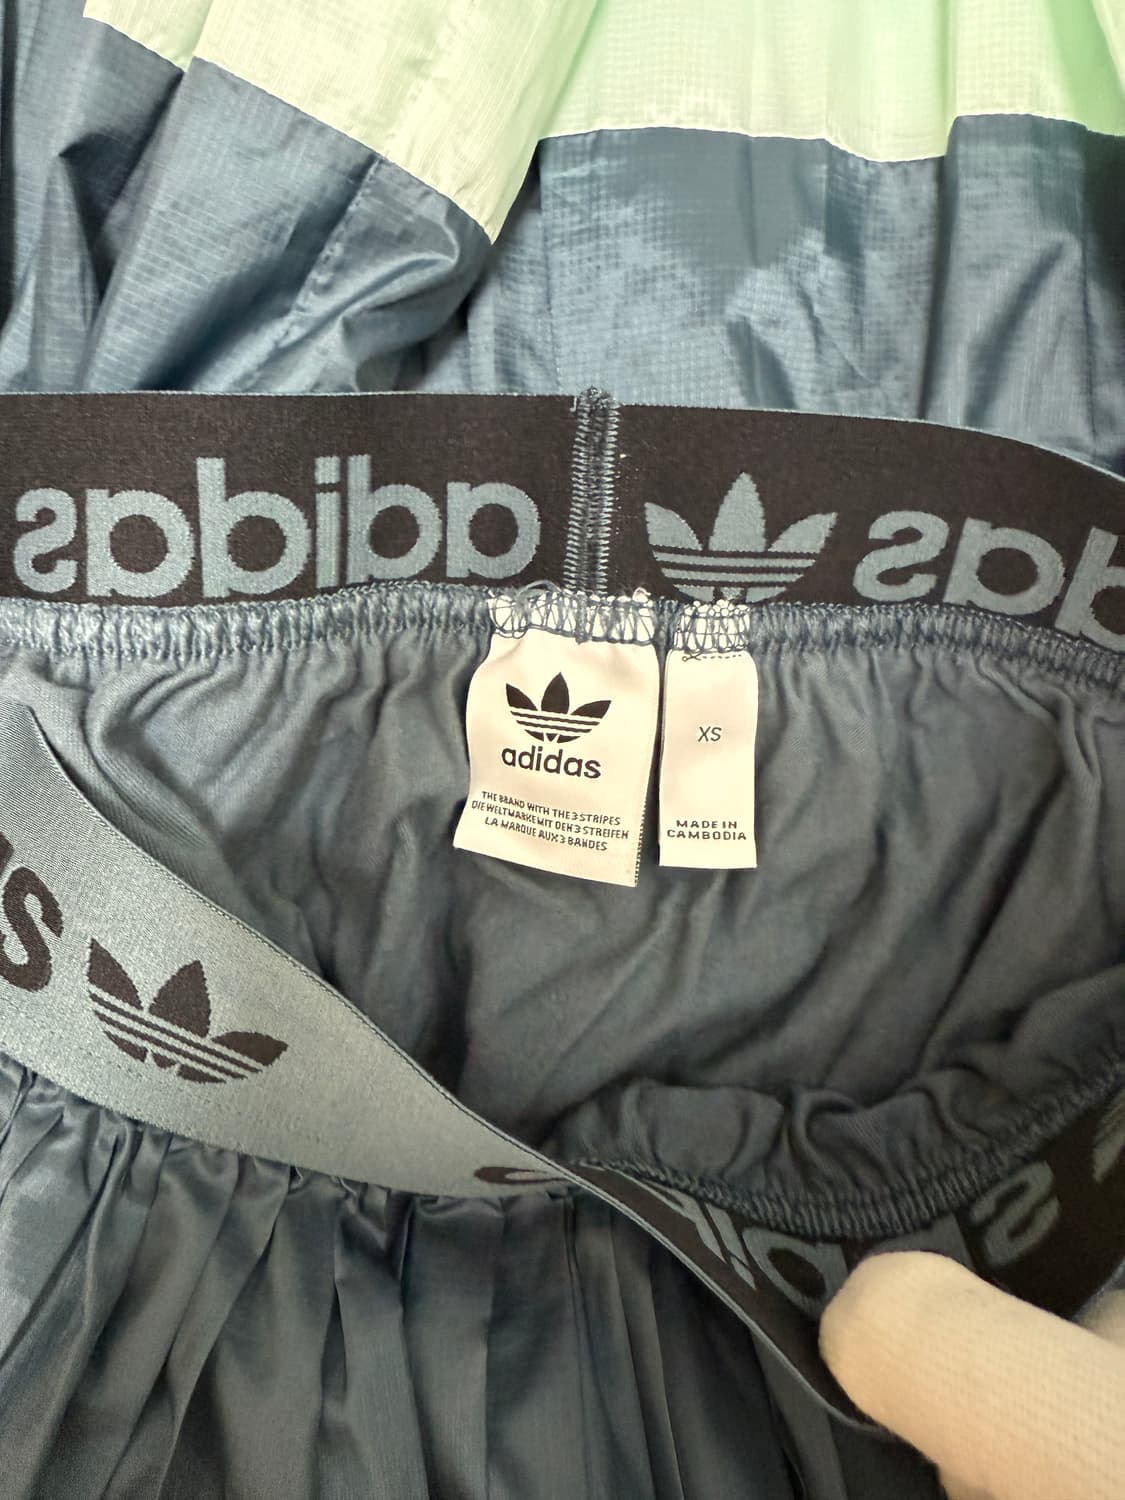 adidas
adidas
adidas
THE BRAND WITH THE 3 STRIPES
DIE WELTMARKE MIT DEN 3 STREIFEN
LA MARQUE AUX 3 BANDES
XS
MADE IN
CAMBODIA